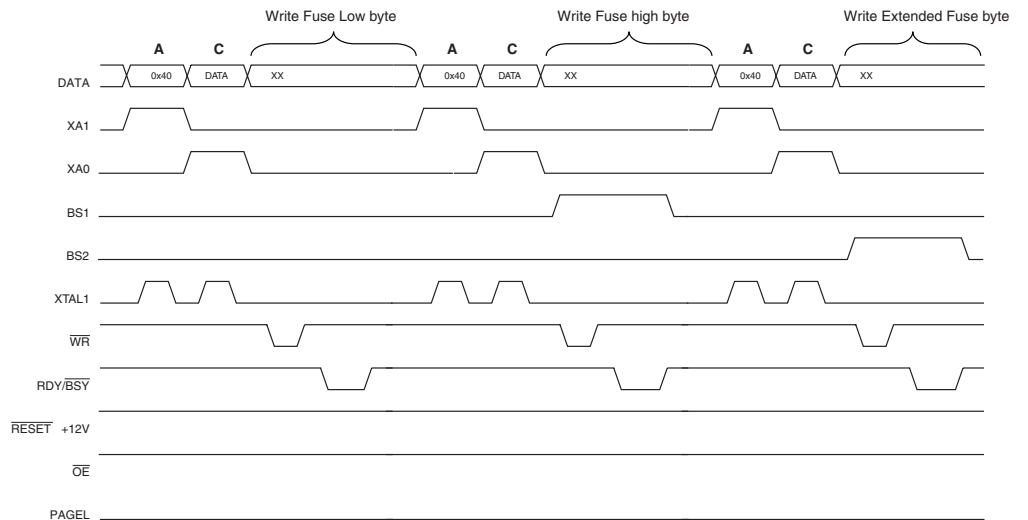 Write Fuse Low byte Write Fuse high byte Write Extended Fuse byte
A C A C A C
DATA 0x40 DATA XX 0x40 DATA XX 0x40 DATA XX
XA1
XA0
BS1
BS2
XTAL1
WR
RDY/BSY
RESET +12V
OE
PAGEL